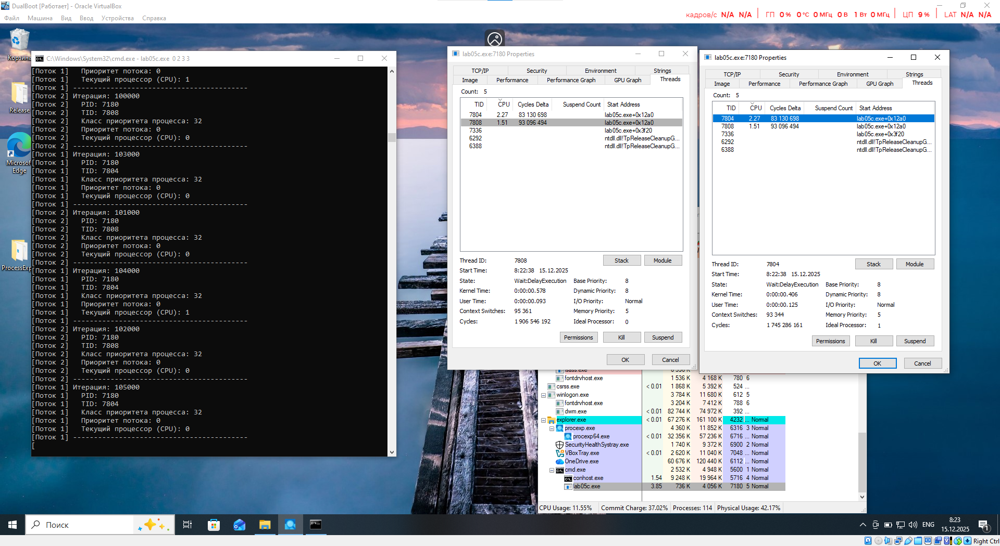 DualBoot [Работает] - Oracle VirtualBox
Файл Машина Вид Ввод Устройства Справка
кадров/с N/A N/A ГП 0 % 0 °C 0 МГц 0 В 1 Вт 0 МГц ЦП 9 % LAT N/A N/A
Корзина
Release
Microsoft Edge
ProcessExp
C:\Windows\System32\cmd.exe - lab05c.exe 0 2 3 3
[Поток 1] Приоритет потока: 0
[Поток 1] Текущий процессор (CPU): 1
[Поток 1] ------------------------------------------
[Поток 2] Итерация: 100000
[Поток 2] PID: 7180
[Поток 2] TID: 7808
[Поток 2] Класс приоритета процесса: 32
[Поток 2] Приоритет потока: 0
[Поток 2] Текущий процессор (CPU): 0
[Поток 2] ------------------------------------------
[Поток 1] Итерация: 103000
[Поток 1] PID: 7180
[Поток 1] TID: 7804
[Поток 1] Класс приоритета процесса: 32
[Поток 1] Приоритет потока: 0
[Поток 1] Текущий процессор (CPU): 0
[Поток 1] ------------------------------------------
[Поток 2] Итерация: 101000
[Поток 2] PID: 7180
[Поток 2] TID: 7808
[Поток 2] Класс приоритета процесса: 32
[Поток 2] Приоритет потока: 0
[Поток 2] Текущий процессор (CPU): 0
[Поток 2] ------------------------------------------
[Поток 1] Итерация: 104000
[Поток 1] PID: 7180
[Поток 1] TID: 7804
[Поток 1] Класс приоритета процесса: 32
[Поток 1] Приоритет потока: 0
[Поток 1] Текущий процессор (CPU): 1
[Поток 1] ------------------------------------------
[Поток 2] Итерация: 102000
[Поток 2] PID: 7180
[Поток 2] TID: 7808
[Поток 2] Класс приоритета процесса: 32
[Поток 2] Приоритет потока: 0
[Поток 2] Текущий процессор (CPU): 0
[Поток 2] ------------------------------------------
[Поток 1] Итерация: 105000
[Поток 1] PID: 7180
[Поток 1] TID: 7804
[Поток 1] Класс приоритета процесса: 32
[Поток 1] Приоритет потока: 0
[Поток 1] Текущий процессор (CPU): 0
[Поток 1] ------------------------------------------
[
lab05c.exe:7180 Properties
TCP/IP Security Environment Strings
Image Performance Performance Graph GPU Graph Threads
Count: 5
TID CPU Cycles Delta Suspend Count Start Address
7804 2.27 83 130 698 lab05c.exe+0x12a0
7808 1.51 93 096 494 lab05c.exe+0x12a0
7336 lab05c.exe+0x3f20
6292 ntdll.dll!TpReleaseCleanupG...
6388 ntdll.dll!TpReleaseCleanupG...
Thread ID: 7808 Stack Module
Start Time: 8:22:38 15.12.2025
State: Wait:DelayExecution Base Priority: 8
Kernel Time: 0:00:00.578 Dynamic Priority: 8
User Time: 0:00:00.093 I/O Priority: Normal
Context Switches: 95 361 Memory Priority: 5
Cycles: 1 906 546 192 Ideal Processor: 0
Permissions Kill Suspend
OK Cancel
lab05c.exe:7180 Properties
TCP/IP Security Environment Strings
Image Performance Performance Graph GPU Graph Threads
Count: 5
TID CPU Cycles Delta Suspend Count Start Address
7804 2.27 83 130 698 lab05c.exe+0x12a0
7808 1.51 93 096 494 lab05c.exe+0x12a0
7336 lab05c.exe+0x3f20
6292 ntdll.dll!TpReleaseCleanupG...
6388 ntdll.dll!TpReleaseCleanupG...
Thread ID: 7804 Stack Module
Start Time: 8:22:38 15.12.2025
State: Wait:DelayExecution Base Priority: 8
Kernel Time: 0:00:00.406 Dynamic Priority: 8
User Time: 0:00:00.125 I/O Priority: Normal
Context Switches: 93 344 Memory Priority: 5
Cycles: 1 745 286 161 Ideal Processor: 1
Permissions Kill Suspend
OK Cancel
fontdrvhost.exe 1 536 K 4 168 K 780 6
csrss.exe < 0.01 1 868 K 5 392 K 524 ...
winlogon.exe 3 784 K 11 680 K 612 5
fontdrvhost.exe 3 204 K 7 412 K 788 6
dwm.exe < 0.01 82 744 K 74 972 K 392 ...
explorer.exe < 0.01 67 276 K 161 100 K 4232 ... Normal
procexp.exe 4 360 K 11 852 K 6316 3 Normal
procexp64.exe < 0.01 32 356 K 57 236 K 6716 ... Normal
SecurityHealthSystray.exe 1 740 K 9 372 K 6900 2 Normal
VBoxTray.exe < 0.01 2 620 K 11 040 K 7048 ... Normal
OneDrive.exe 60 676 K 120 440 K 6112 ... Normal
cmd.exe 2 532 K 4 948 K 5600 1 Normal
conhost.exe 1.54 9 248 K 19 964 K 5716 4 Normal
lab05c.exe 3.85 736 K 4 056 K 7180 5 Normal
CPU Usage: 11.55% Commit Charge: 37.02% Processes: 114 Physical Usage: 42.17%
Поиск
ENG
8:23
15.12.2025
1
Right Ctrl